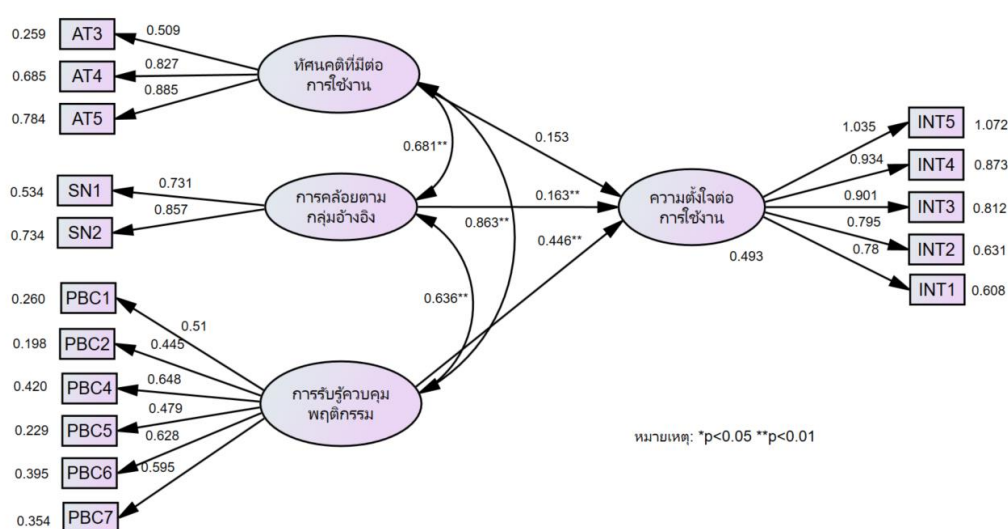 0.259 AT3 0.509
0.685 AT4 0.827
0.784 AT5 0.885
ทัศนคติที่มีต่อ
การใช้งาน
0.534 SN1 0.731
0.734 SN2 0.857
การคล้อยตาม
กลุ่มอ้างอิง
0.260 PBC1 0.51
0.198 PBC2 0.445
0.420 PBC4 0.648
0.229 PBC5 0.479
0.395 PBC6 0.628
0.354 PBC7 0.595
การรับรู้ควบคุม
พฤติกรรม
0.681**
0.636**
0.863**
0.153
0.163**
0.446**
ความตั้งใจต่อ
การใช้งาน
0.493
1.035 INT5 1.072
0.934 INT4 0.873
0.901 INT3 0.812
0.795 INT2 0.631
0.78 INT1 0.608
หมายเหตุ: *p<0.05 **p<0.01